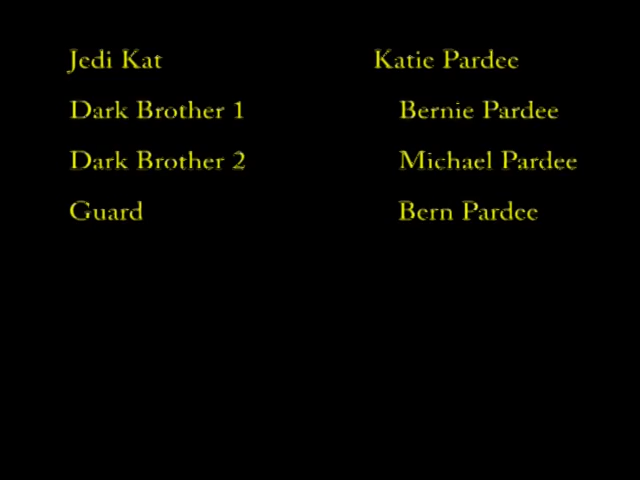 Jedi Kat Katie Pardee
Dark Brother 1 Bernie Pardee
Dark Brother 2 Michael Pardee
Guard Bern Pardee